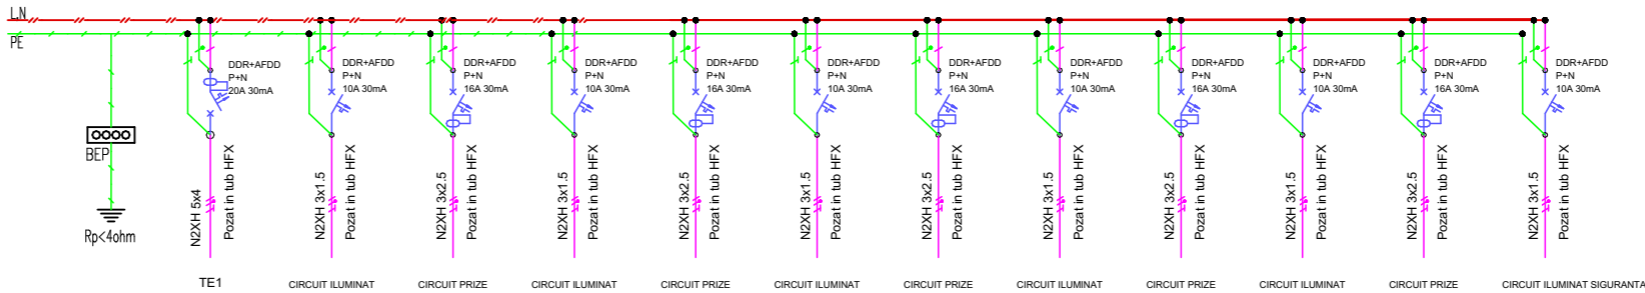 L.N
PE
BEP
Rp<4ohm
DDR+AFDD
P+N
20A 30mA
N2XH 5x4
Pozat in tub HFX
TE1
DDR+AFDD
P+N
10A 30mA
N2XH 3x1.5
Pozat in tub HFX
CIRCUIT ILUMINAT
DDR+AFDD
P+N
16A 30mA
N2XH 3x2.5
Pozat in tub HFX
CIRCUIT PRIZE
DDR+AFDD
P+N
10A 30mA
N2XH 3x1.5
Pozat in tub HFX
CIRCUIT ILUMINAT
DDR+AFDD
P+N
16A 30mA
N2XH 3x2.5
Pozat in tub HFX
CIRCUIT PRIZE
DDR+AFDD
P+N
10A 30mA
N2XH 3x1.5
Pozat in tub HFX
CIRCUIT ILUMINAT
DDR+AFDD
P+N
16A 30mA
N2XH 3x2.5
Pozat in tub HFX
CIRCUIT PRIZE
DDR+AFDD
P+N
10A 30mA
N2XH 3x1.5
Pozat in tub HFX
CIRCUIT ILUMINAT
DDR+AFDD
P+N
16A 30mA
N2XH 3x2.5
Pozat in tub HFX
CIRCUIT PRIZE
DDR+AFDD
P+N
10A 30mA
N2XH 3x1.5
Pozat in tub HFX
CIRCUIT ILUMINAT
DDR+AFDD
P+N
16A 30mA
N2XH 3x2.5
Pozat in tub HFX
CIRCUIT PRIZE
DDR+AFDD
P+N
10A 30mA
N2XH 3x1.5
Pozat in tub HFX
CIRCUIT ILUMINAT SIGURANTA